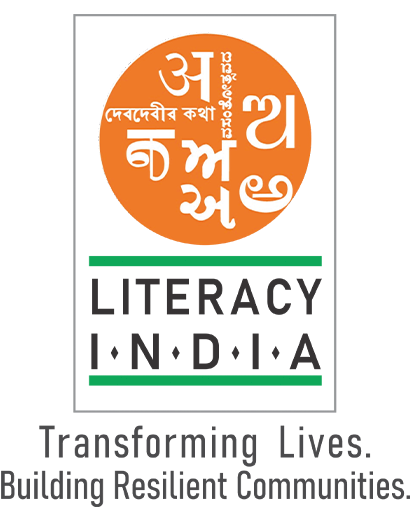 अ
দেবদেবীর কথা
ଅ
અ
LITERACY
I·N·D·I·A
Transforming Lives.
Building Resilient Communities.